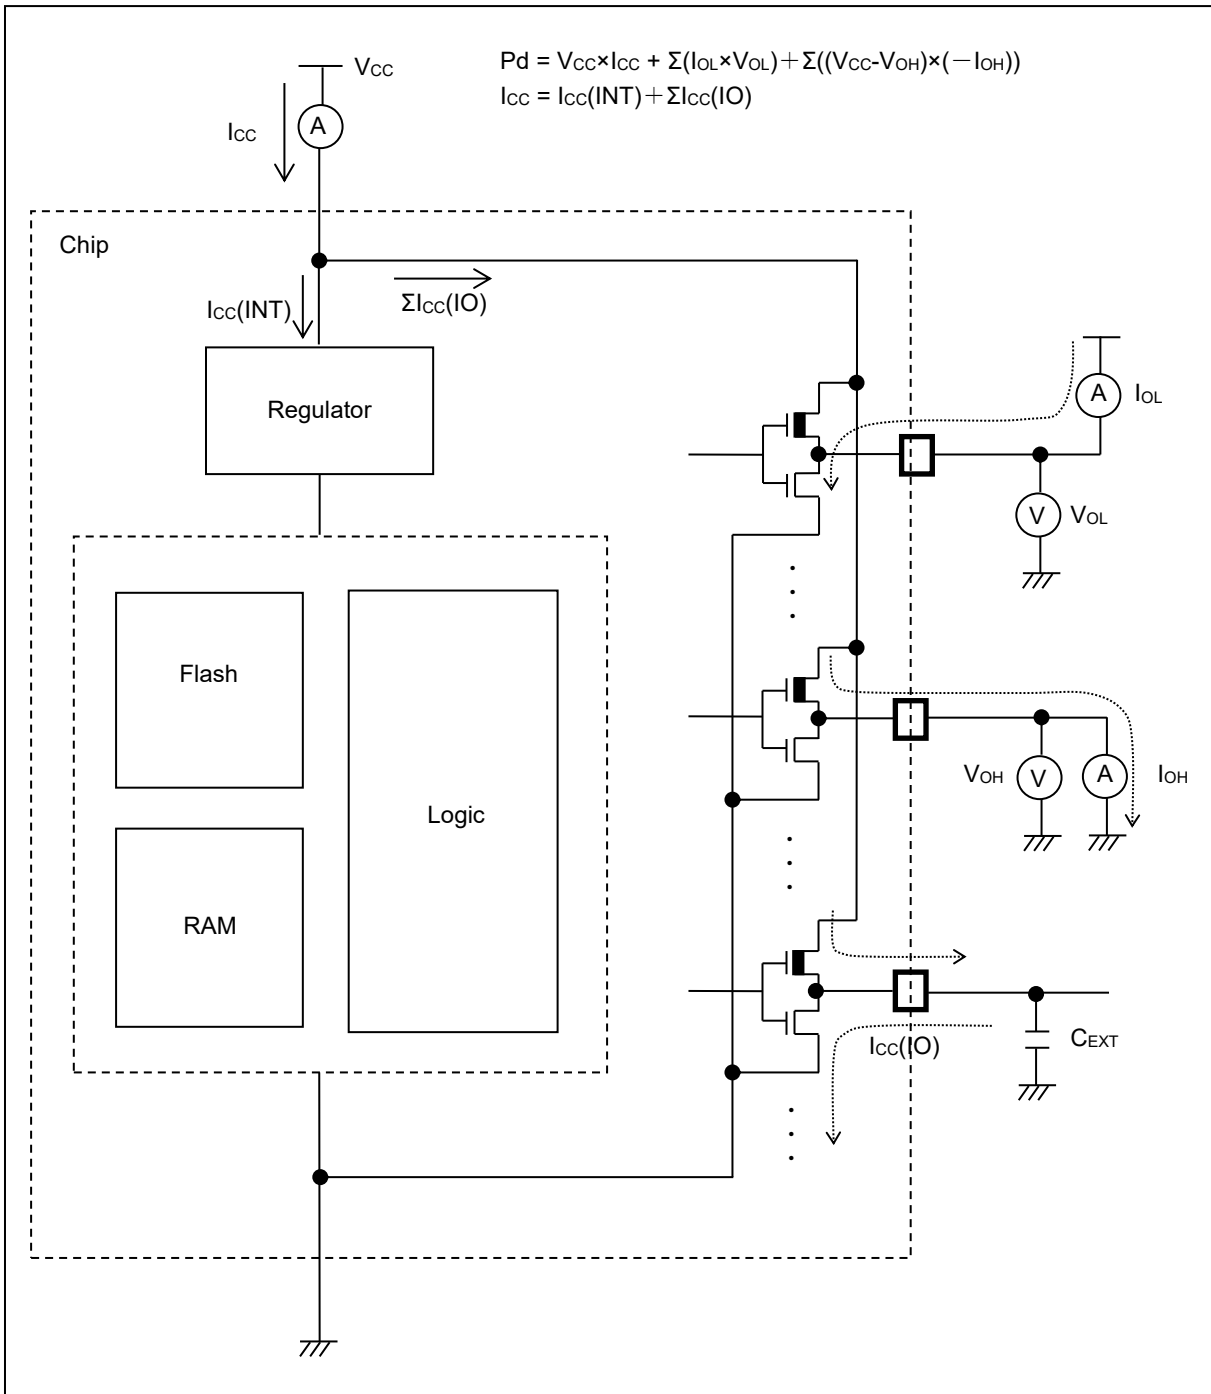 Pd = VCC×ICC + Σ(IOL×VOL)+Σ((VCC-VOH)×(-IOH))
VCC
ICC = ICC(INT)+ΣICC(IO)
A
ICC
Chip
ICC(INT)
ΣICC(IO)
Regulator
A
IOL
V
VOL
Flash
VOH
V
A
IOH
Logic
RAM
ICC(IO)
CEXT